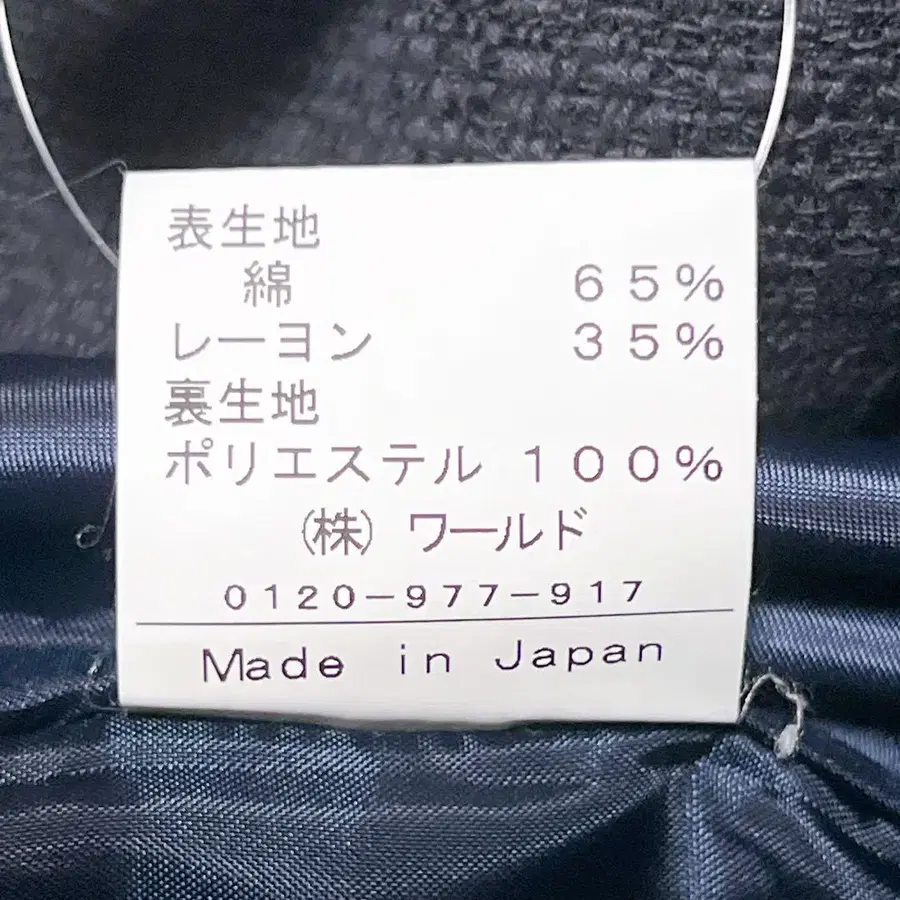 表生地
綿 65%
レーヨン 35%
裏生地
ポリエステル 100%
(株) ワールド
0120-977-917
Made in Japan